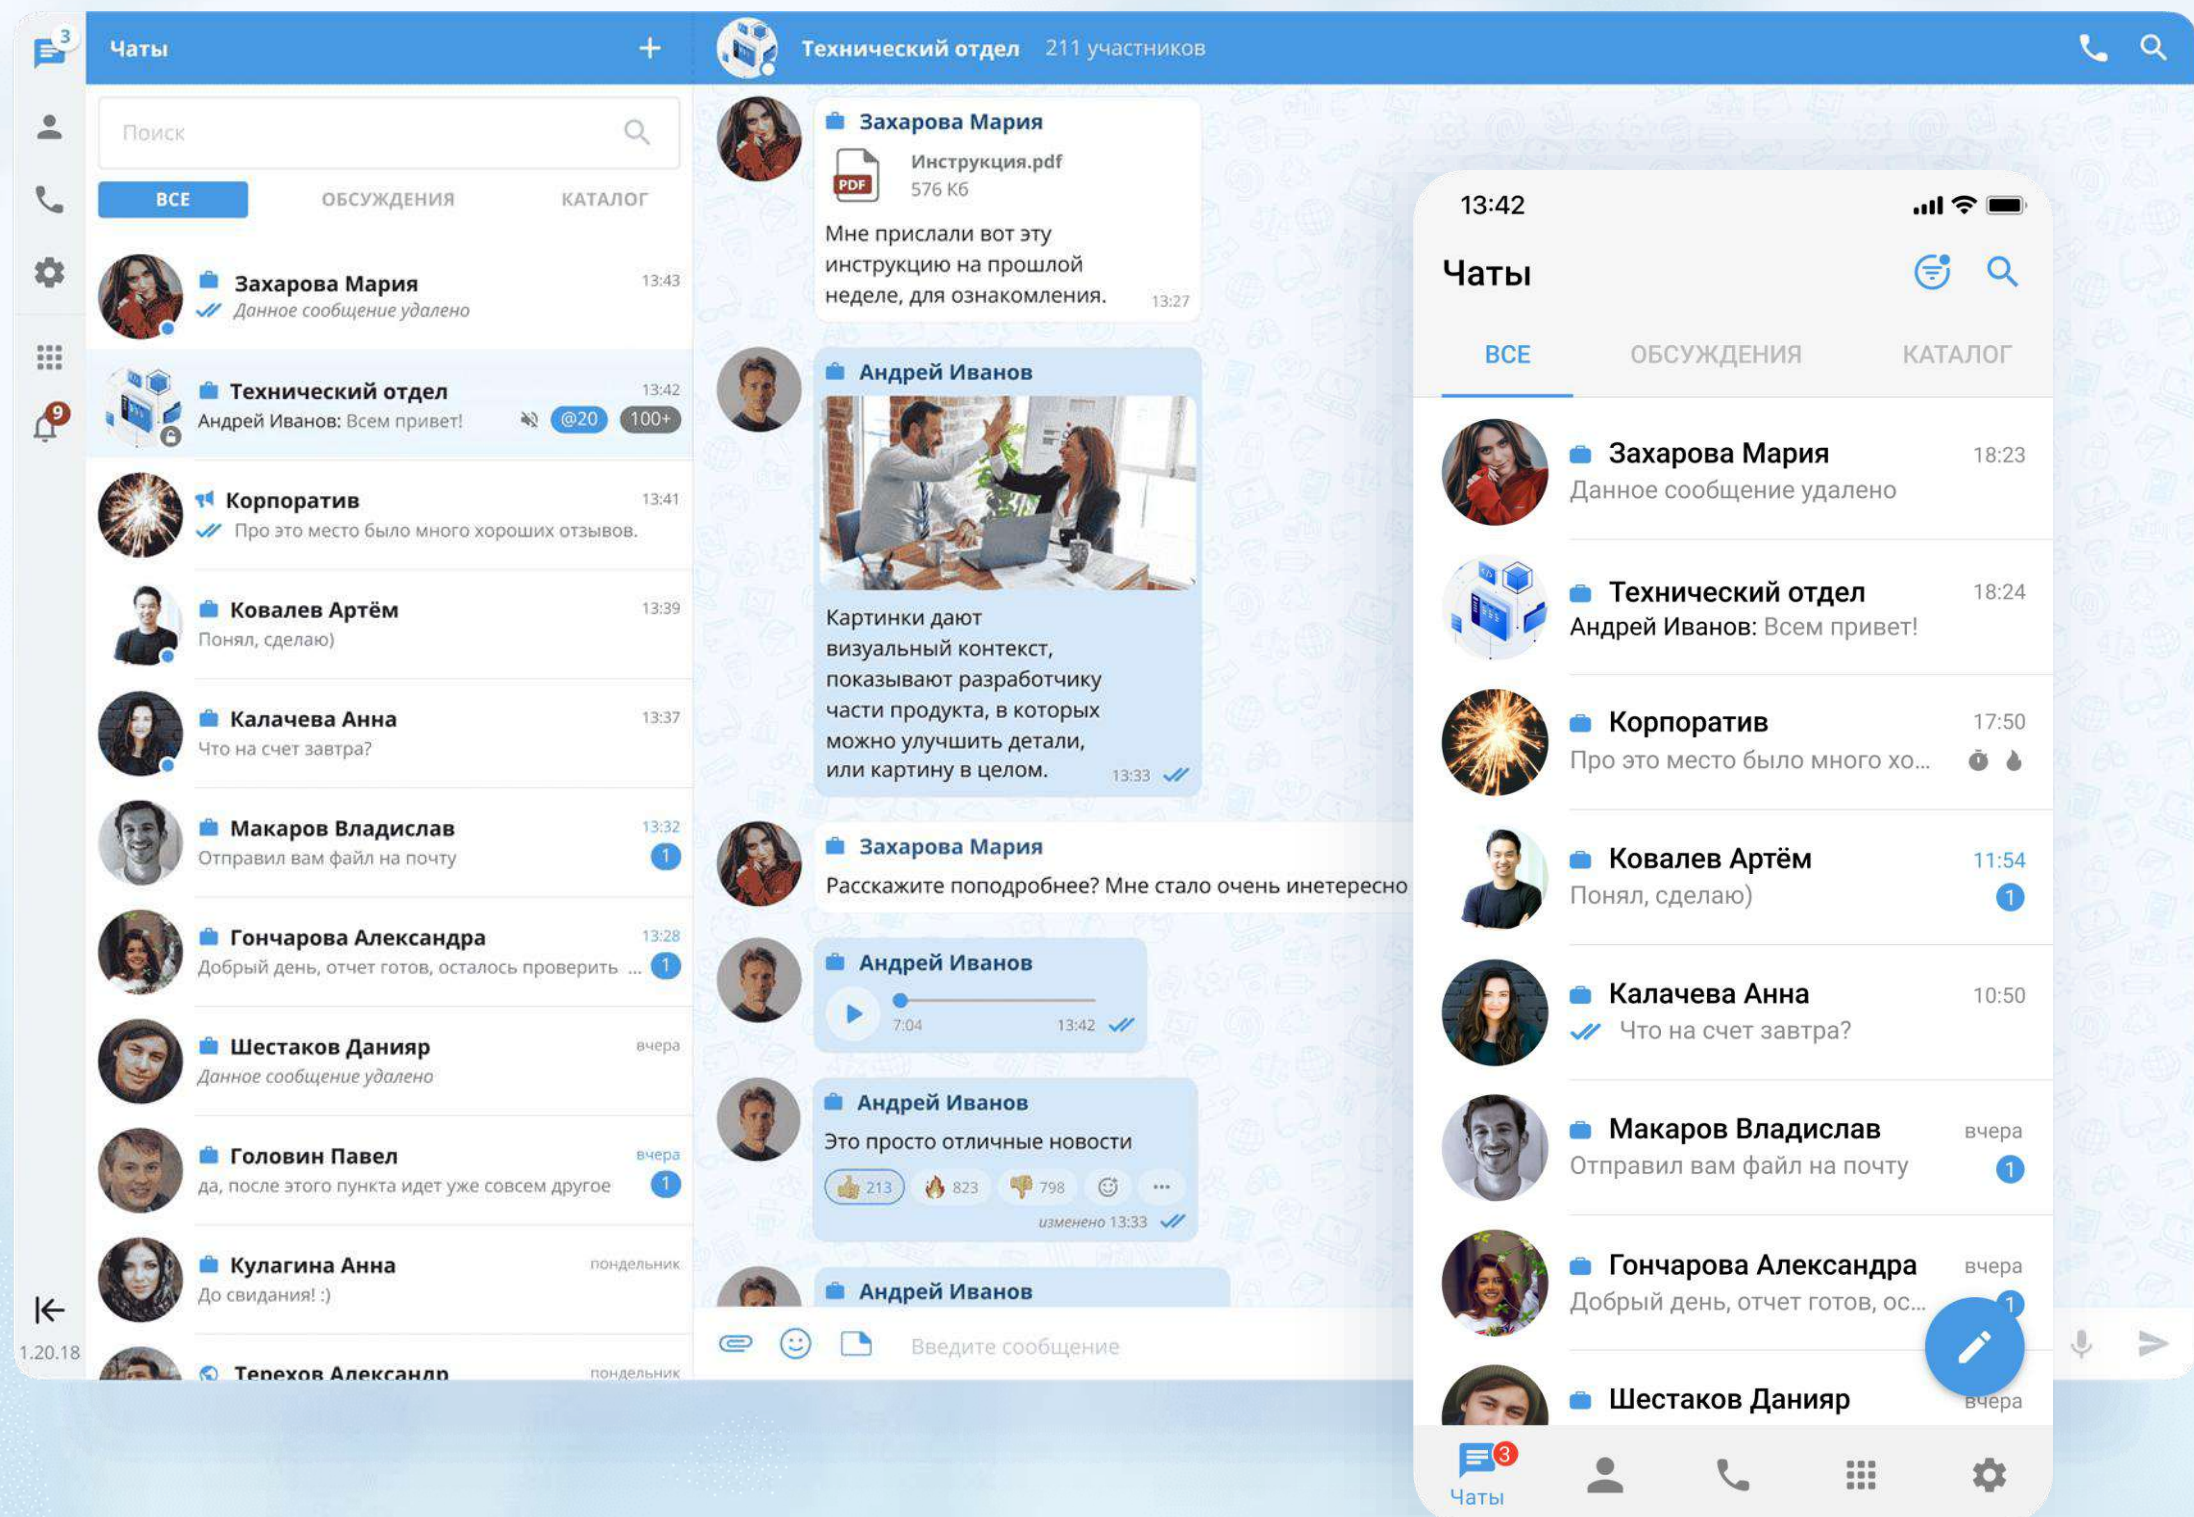 3
Чаты
Поиск
ВСЕ
ОБСУЖДЕНИЯ
КАТАЛОГ
Захарова Мария
13:43
Данное сообщение удалено
Технический отдел
13:42
Андрей Иванов: Всем привет!
@20
100+
9
Корпоратив
13:41
Про это место было много хороших отзывов.
Ковалев Артём
13:39
Понял, сделаю)
Калачева Анна
13:37
Что на счет завтра?
Макаров Владислав
13:32
Отправил вам файл на почту
1
Гончарова Александра
13:28
Добрый день, отчет готов, осталось проверить ...
1
Шестаков Данияр
вчера
Данное сообщение удалено
Головин Павел
вчера
да, после этого пункта идет уже совсем другое
1
Кулагина Анна
понедельник
До свидания! :)
Терехов Александр
понедельник
1.20.18
Технический отдел 211 участников
Захарова Мария
PDF
Инструкция.pdf
576 Кб
Мне прислали вот эту
инструкцию на прошлой
неделе, для ознакомления.
13:27
Андрей Иванов
Картинки дают
визуальный контекст,
показывают разработчику
части продукта, в которых
можно улучшить детали,
или картину в целом.
13:33
Захарова Мария
Расскажите поподробнее? Мне стало очень инетересно
Андрей Иванов
7:04
13:42
Андрей Иванов
Это просто отличные новости
213
823
798
изменено 13:33
Андрей Иванов
Введите сообщение
13:42
Чаты
ВСЕ
ОБСУЖДЕНИЯ
КАТАЛОГ
Захарова Мария
18:23
Данное сообщение удалено
Технический отдел
18:24
Андрей Иванов: Всем привет!
Корпоратив
17:50
Про это место было много хо...
Ковалев Артём
11:54
Понял, сделаю)
1
Калачева Анна
10:50
Что на счет завтра?
Макаров Владислав
вчера
Отправил вам файл на почту
1
Гончарова Александра
вчера
Добрый день, отчет готов, ос...
1
Шестаков Данияр
вчера
3
Чаты